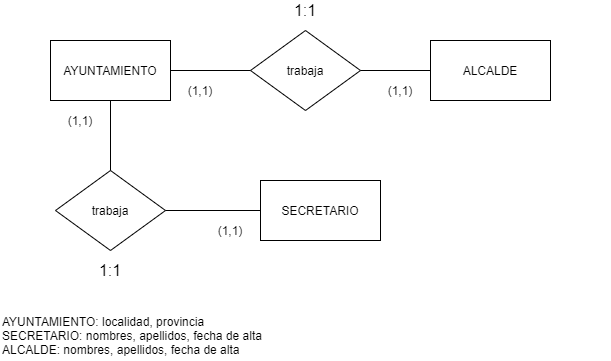 1:1
AYUNTAMIENTO
trabaja
ALCALDE
(1,1)
(1,1)
(1,1)
trabaja
SECRETARIO
(1,1)
1:1
AYUNTAMIENTO: localidad, provincia
SECRETARIO: nombres, apellidos, fecha de alta
ALCALDE: nombres, apellidos, fecha de alta